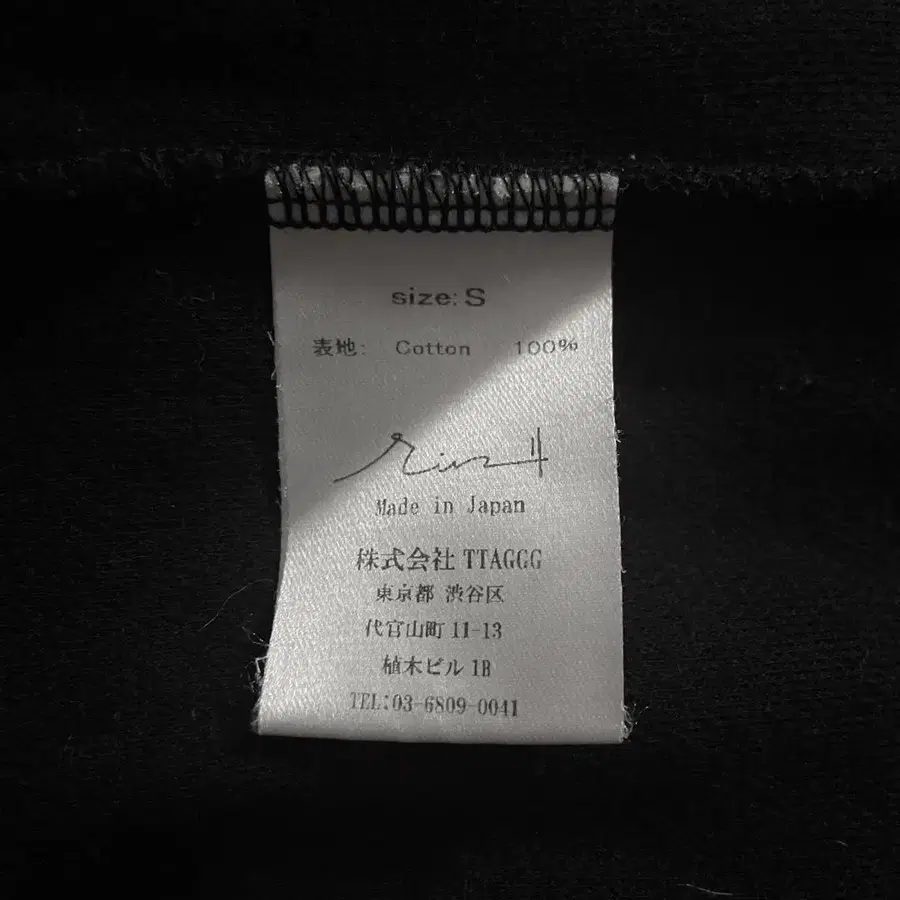 size: S
表地: Cotton 100%
Made in Japan
株式会社 TTAGGG
東京都 渋谷区
代官山町 11-13
植木ビル 1B
TEL:03-6809-0041